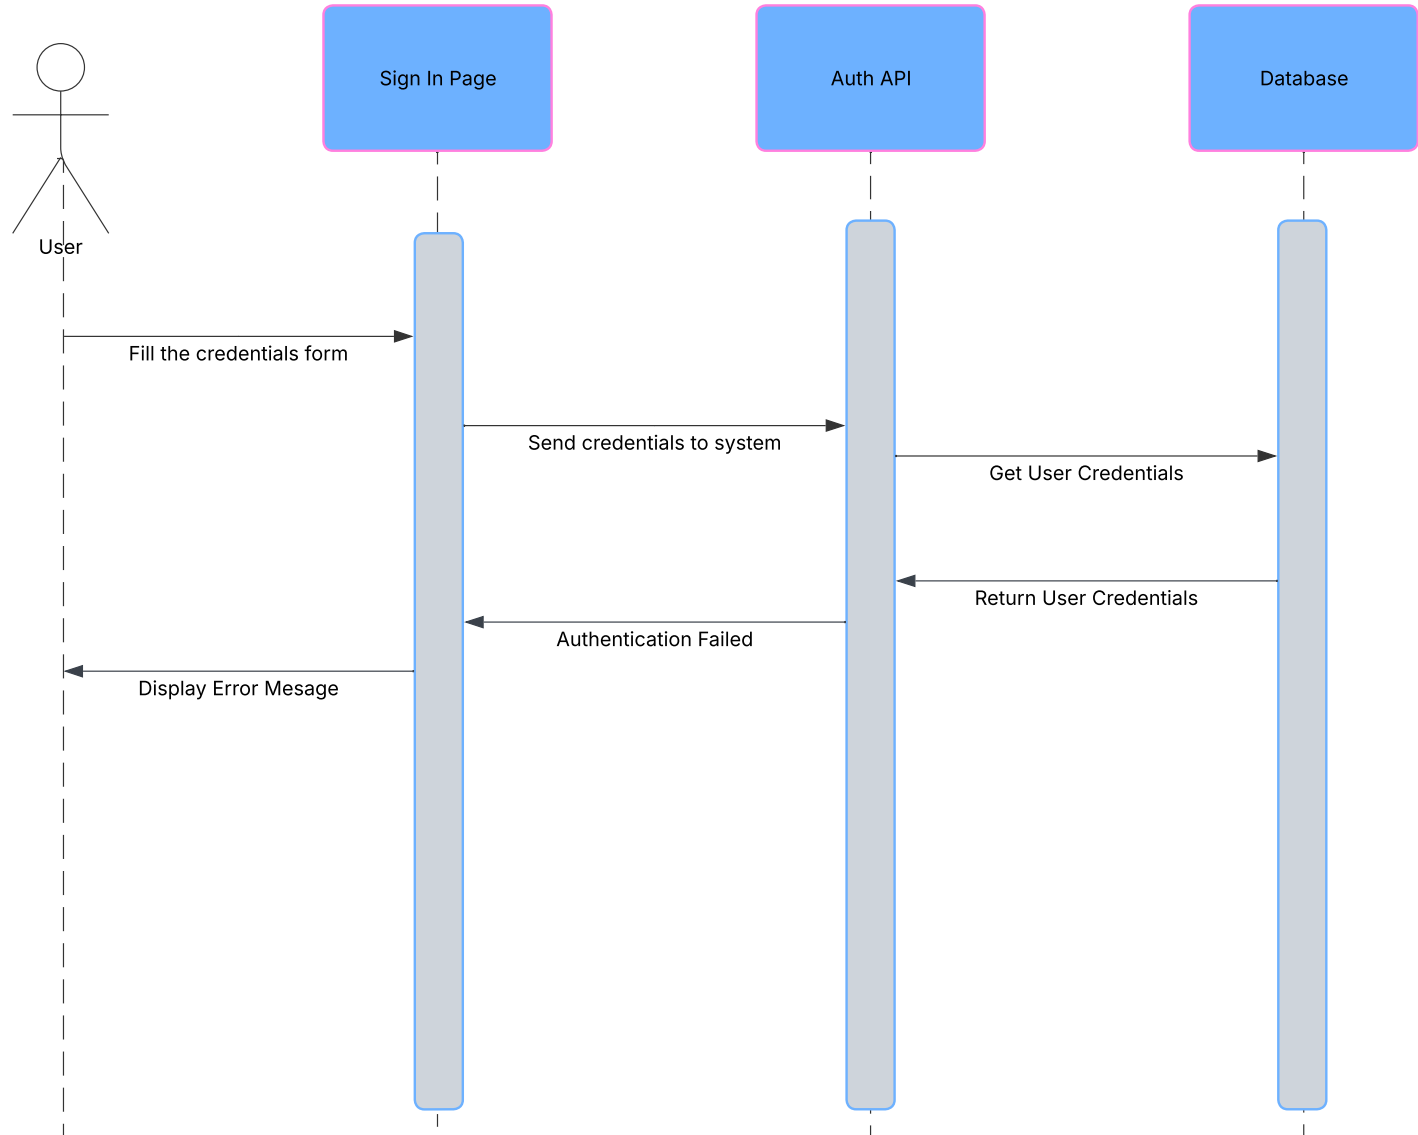 Sign In Page
Auth API
Database
User
Fill the credentials form
Send credentials to system
Get User Credentials
Return User Credentials
Authentication Failed
Display Error Mesage